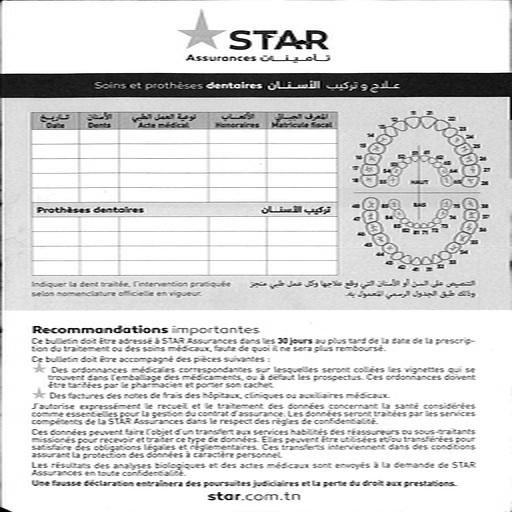 STAR
Assurances تأمينات
Soins et prothèses dentaires علاج و تركيب الأسنان
تاريخ الأسنان نوعية العمل الطبي الأتعاب المعرف الجبائي
Date Dents Acte médical Honoraires Matricule fiscal
Prothèses dentaires تركيب الأسنان
HAUT
BAS
Indiquer la dent traitée, l'intervention pratiquée
selon nomenclature officielle en vigueur.
التنصيص على السن أو الأسنان التي وقع علاجها وكل عمل طبي منجز
وذلك طبق الجدول الرسمي المعمول به.
Recommandations importantes
Ce bulletin doit être adressé à STAR Assurances dans les 30 jours au plus tard de la date de la prescrip-
tion du traitement ou des soins médicaux, faute de quoi il ne sera plus remboursé.
Ce bulletin doit être accompagné des pièces suivantes :
Des ordonnances médicales correspondantes sur lesquelles seront collées les vignettes qui se
trouvent dans l'emballage des médicaments, ou à défaut les prospectus. Ces ordonnances doivent
être tarifées par le pharmacien et porter son cachet.
Des factures des notes de frais des hôpitaux, cliniques ou auxiliaires médicaux.
J'autorise expressément le recueil et le traitement des données concernant la santé considérées
comme essentielles pour la gestion du contrat d'assurance. Les données seront traitées par les services
compétents de la STAR Assurances dans le respect des règles de confidentialité.
Ces données peuvent faire l'objet d'un transfert aux services habilités des réassureurs ou sous-traitants
missionés pour recevoir et traiter ce type de données. Elles peuvent être utilisées et/ou transférées pour
satisfaire des obligations légales et réglementaires. Ces transferts interviennent dans des conditions
assurant la protection des données à caractère personnel.
Les résultats des analyses biologiques et des actes médicaux sont envoyés à la demande de STAR
Assurances en toute confidentialité.
Une fausse déclaration entraînera des poursuites judiciaires et la perte du droit aux prestations.
star.com.tn